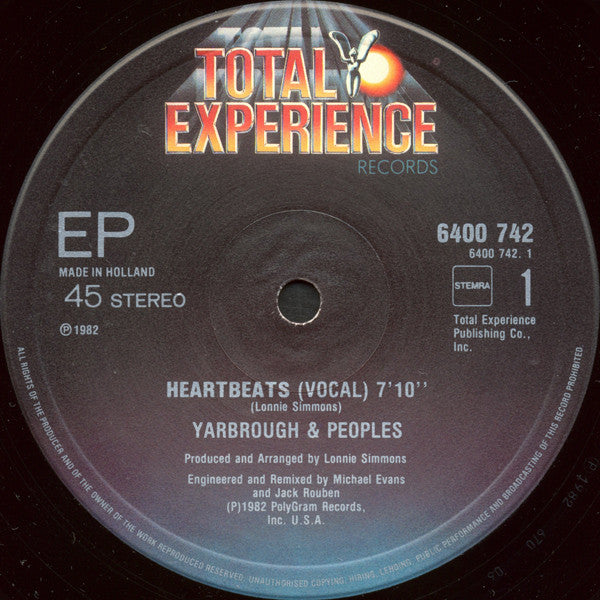 TOTAL
EXPERIENCE
RECORDS
EP
MADE IN HOLLAND
45 STEREO
℗ 1982
6400 742
6400 742. 1
STEMRA
1
Total Experience
Publishing Co.,
Inc.
HEARTBEATS (VOCAL) 7'10''
(Lonnie Simmons)
YARBROUGH & PEOPLES
Produced and Arranged by Lonnie Simmons
Engineered and Remixed by Michael Evans
and Jack Rouben
(P)1982 PolyGram Records,
Inc. U.S.A.
ALL RIGHTS OF THE PRODUCER AND OF THE OWNER OF THE WORK REPRODUCED RESERVED. UNAUTHORISED COPYING, HIRING, LENDING, PUBLIC PERFORMANCE AND BROADCASTING OF THIS RECORD PROHIBITED
670